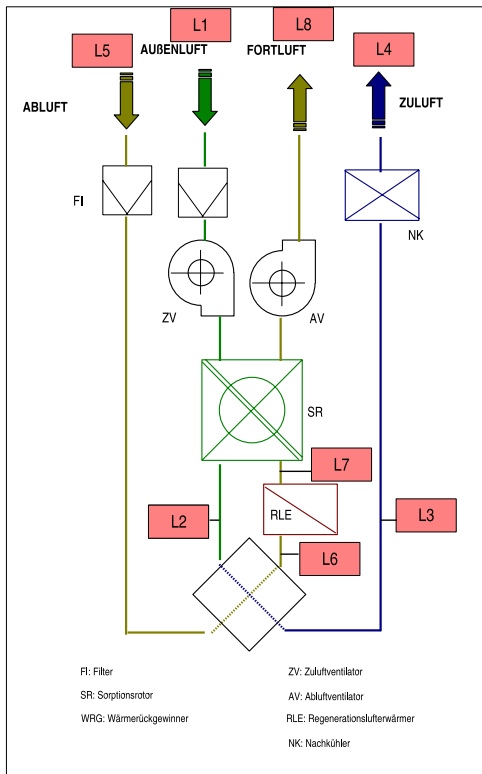 L1
L8
L5
L4
AUßENLUFT
FORTLUFT
ABLUFT
ZULUFT
FI
NK
ZV
AV
SR
L7
L2
RLE
L3
L6
FI: Filter
ZV: Zuluftventilator
SR: Sorptionsrotor
AV: Abluftventilator
WRG: Wärmerückgewinner
RLE: Regenerationslufterwärmer
NK: Nachkühler